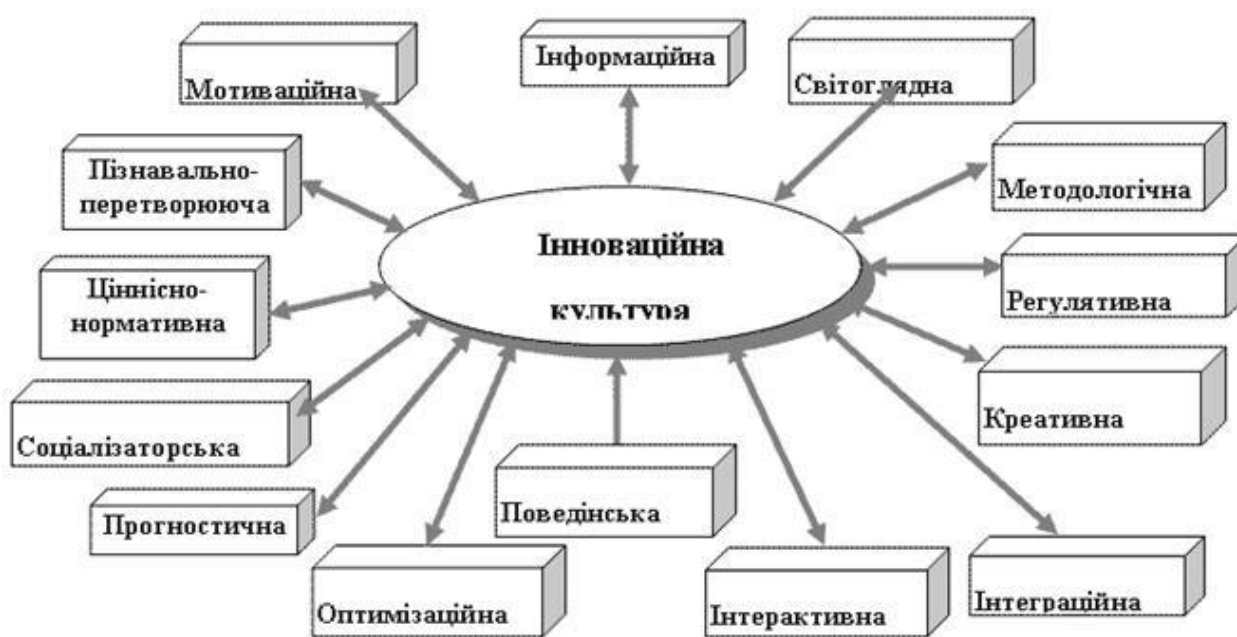 Мотиваційна
Інформаційна
Світоглядна
Пізнавально-
перетворююча
Методологічна
Інноваційна
культура
Ціннісно-
нормативна
Регулятивна
Соціалізаторська
Креативна
Прогностична
Поведінська
Оптимізаційна
Інтерактивна
Інтеграційна